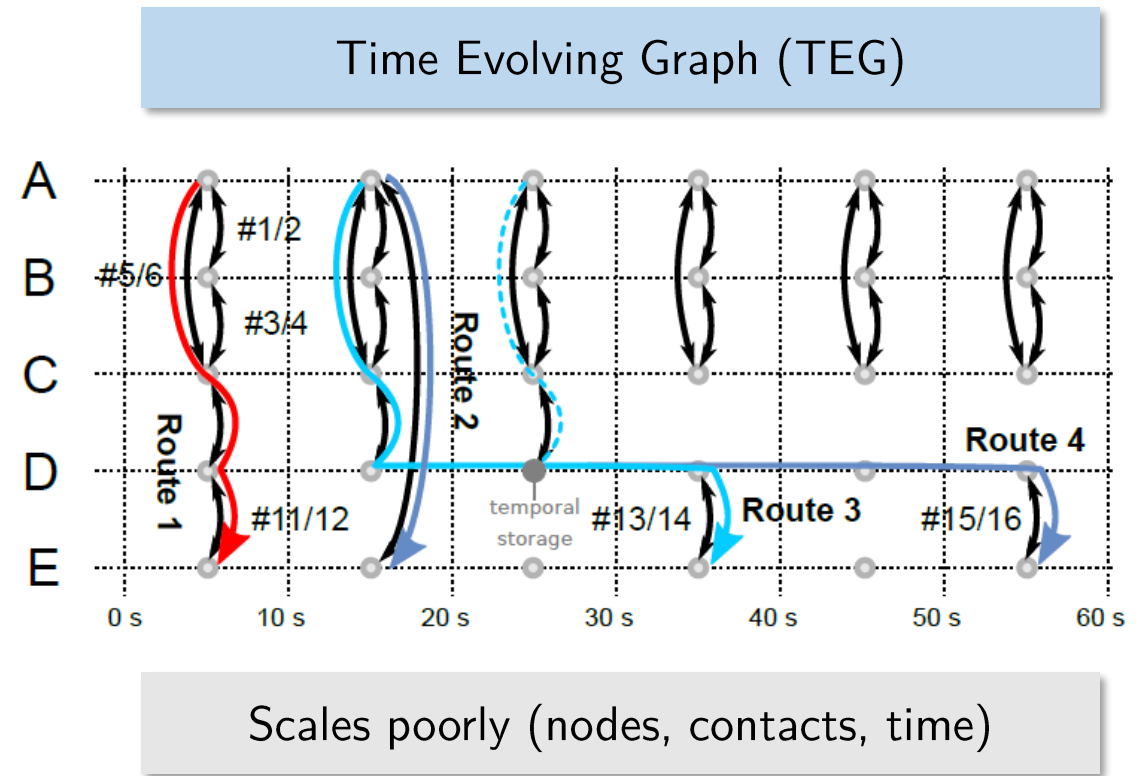 Time Evolving Graph (TEG)
A
#1/2
B
#5/6
#3/4
Route 2
C
Route 1
Route 4
D
temporal
storage
#11/12
#13/14
Route 3
#15/16
E
0 s
10 s
20 s
30 s
40 s
50 s
60 s
Scales poorly (nodes, contacts, time)